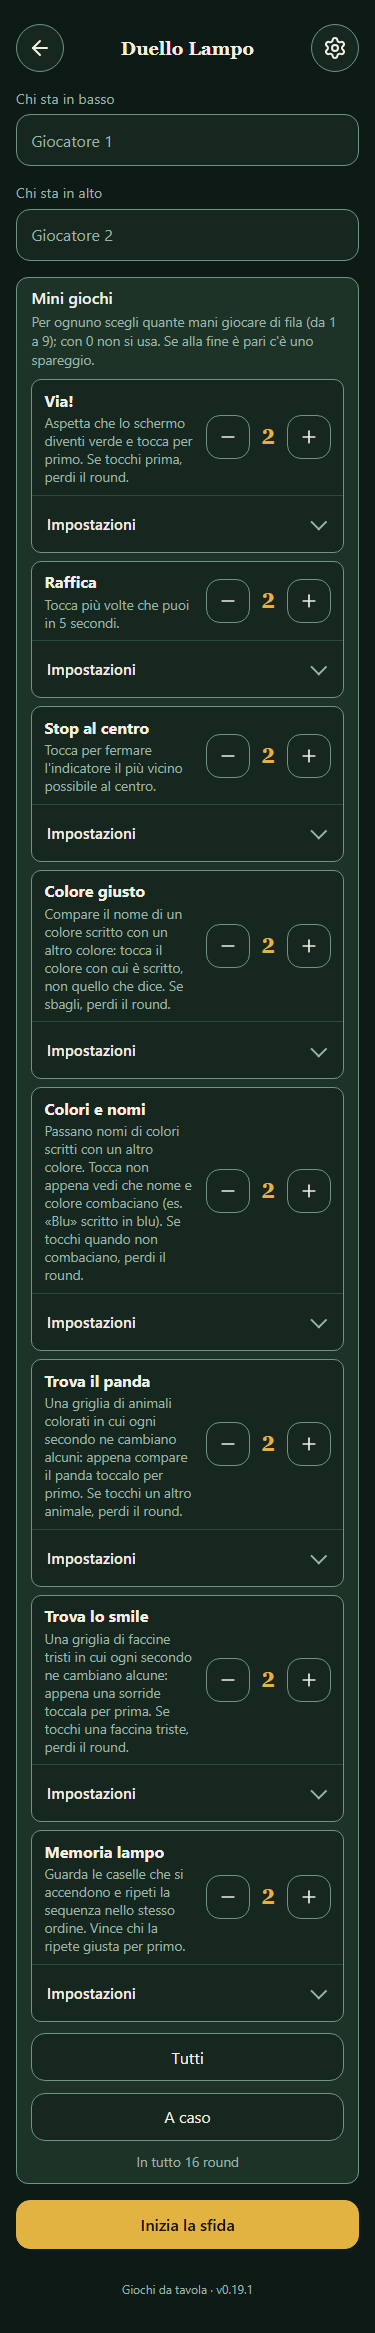 Duello Lampo
Chi sta in basso
Giocatore 1
Chi sta in alto
Giocatore 2
Mini giochi
Per ognuno scegli quante mani giocare di fila (da 1
a 9); con 0 non si usa. Se alla fine è pari c'è uno
spareggio.
Via!
Aspetta che lo schermo
diventi verde e tocca per
primo. Se tocchi prima,
perdi il round.
− 2 +
Impostazioni
Raffica
Tocca più volte che puoi
in 5 secondi.
− 2 +
Impostazioni
Stop al centro
Tocca per fermare
l'indicatore il più vicino
possibile al centro.
− 2 +
Impostazioni
Colore giusto
Compare il nome di un
colore scritto con un
altro colore: tocca il
colore con cui è scritto,
non quello che dice. Se
sbagli, perdi il round.
− 2 +
Impostazioni
Colori e nomi
Passano nomi di colori
scritti con un altro
colore. Tocca non
appena vedi che nome e
colore combaciano (es.
«Blu» scritto in blu). Se
tocchi quando non
combaciano, perdi il
round.
− 2 +
Impostazioni
Trova il panda
Una griglia di animali
colorati in cui ogni
secondo ne cambiano
alcuni: appena compare
il panda toccalo per
primo. Se tocchi un altro
animale, perdi il round.
− 2 +
Impostazioni
Trova lo smile
Una griglia di faccine
tristi in cui ogni secondo
ne cambiano alcune:
appena una sorride
toccala per prima. Se
tocchi una faccina triste,
perdi il round.
− 2 +
Impostazioni
Memoria lampo
Guarda le caselle che si
accendono e ripeti la
sequenza nello stesso
ordine. Vince chi la
ripete giusta per primo.
− 2 +
Impostazioni
Tutti
A caso
In tutto 16 round
Inizia la sfida
Giochi da tavola · v0.19.1